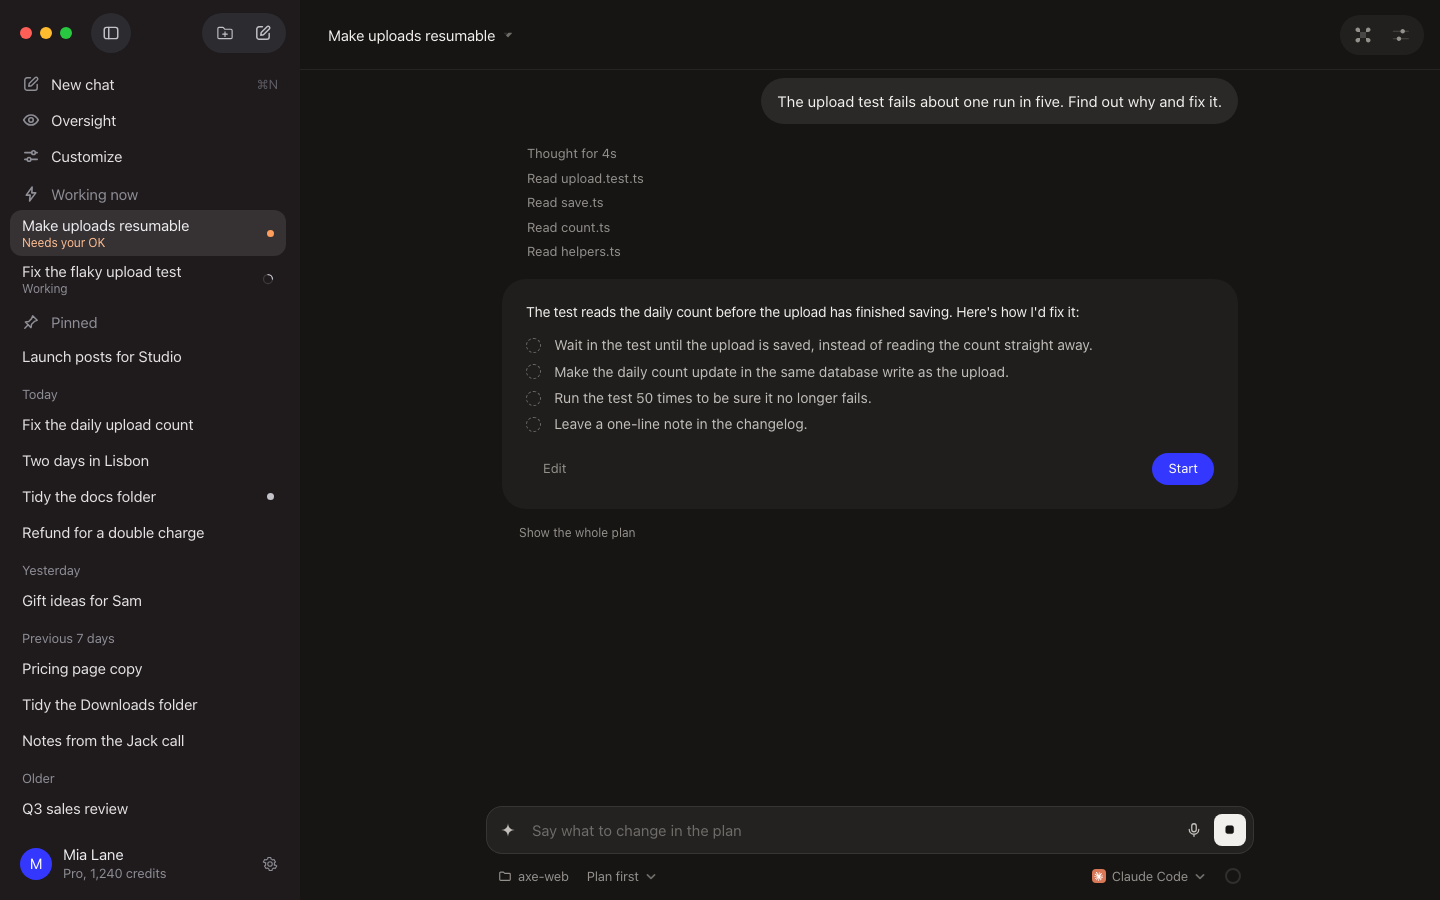 Make uploads resumable
New chat
⌘N
Oversight
Customize
Working now
Make uploads resumable
Needs your OK
Fix the flaky upload test
Working
Pinned
Launch posts for Studio
Today
Fix the daily upload count
Two days in Lisbon
Tidy the docs folder
Refund for a double charge
Yesterday
Gift ideas for Sam
Previous 7 days
Pricing page copy
Tidy the Downloads folder
Notes from the Jack call
Older
Q3 sales review
M
Mia Lane
Pro, 1,240 credits
The upload test fails about one run in five. Find out why and fix it.
Thought for 4s
Read upload.test.ts
Read save.ts
Read count.ts
Read helpers.ts
The test reads the daily count before the upload has finished saving. Here's how I'd fix it:
Wait in the test until the upload is saved, instead of reading the count straight away.
Make the daily count update in the same database write as the upload.
Run the test 50 times to be sure it no longer fails.
Leave a one-line note in the changelog.
Edit
Start
Show the whole plan
Say what to change in the plan
axe-web
Plan first
Claude Code